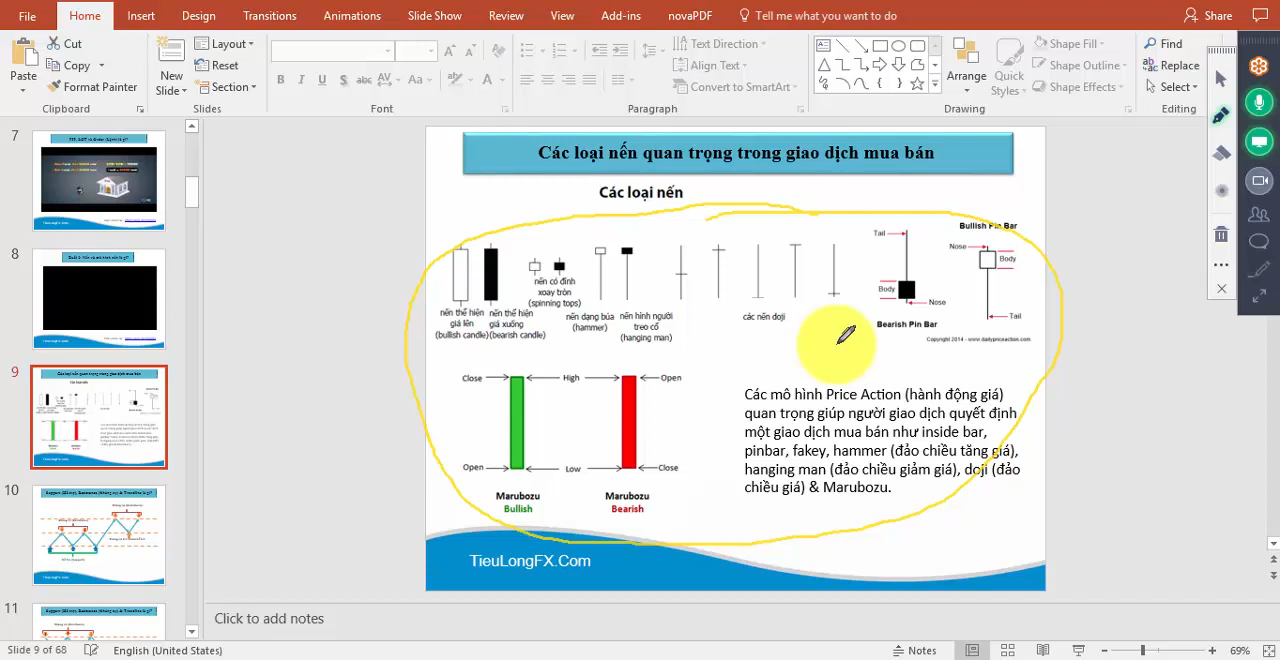 File Home Insert Design Transitions Animations Slide Show Review View Add-ins novaPDF Tell me what you want to do Share
Paste
Cut
Copy
Format Painter
Clipboard
New
Slide
Layout
Reset
Section
Slides
B I U S abc AV Aa A
Font
Text Direction
Align Text
Convert to SmartArt
Paragraph
Arrange
Quick
Styles
Shape Fill
Shape Outline
Shape Effects
Drawing
Find
Replace
Select
Editing
7
8
9
10
11
Các loại nến quan trọng trong giao dịch mua bán
Các loại nến
nến thể hiện
giá lên
(bullish candle)
nến thể hiện
giá xuống
(bearish candle)
nến có đỉnh
xoay tròn
(spinning tops)
nến dạng búa
(hammer)
nến hình người
treo cổ
(hanging man)
các nến doji
Tail
Body
Nose
Bearish Pin Bar
Bullish Pin Bar
Nose
Body
Tail
Copyright 2014 - www.dailypriceaction.com
Close High Open
Open Low Close
Marubozu
Bullish
Marubozu
Bearish
Các mô hình Price Action (hành động giá)
quan trọng giúp người giao dịch quyết định
một giao dịch mua bán như inside bar,
pinbar, fakey, hammer (đảo chiều tăng giá),
hanging man (đảo chiều giảm giá), doji (đảo
chiều giá) & Marubozu.
TieuLongFX.Com
Click to add notes
Slide 9 of 68 English (United States) Notes 69%